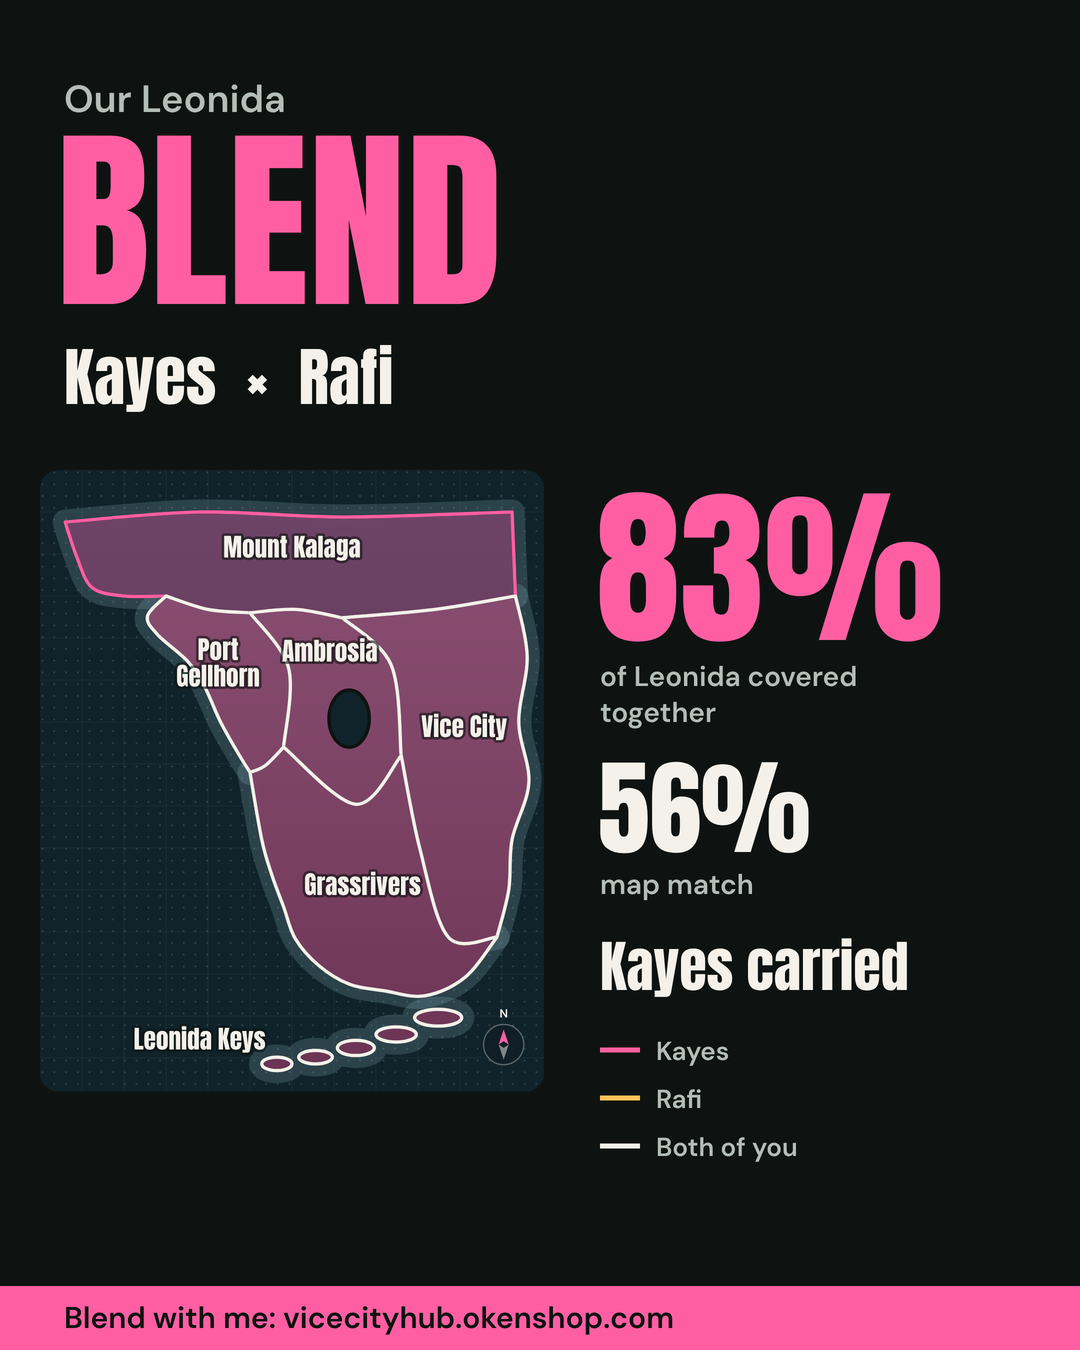 Our Leonida
BLEND
Kayes × Rafi
Mount Kalaga
Port
Gellhorn
Ambrosia
Vice City
Grassrivers
Leonida Keys
N
83%
of Leonida covered
together
56%
map match
Kayes carried
Kayes
Rafi
Both of you
Blend with me: vicecityhub.okenshop.com